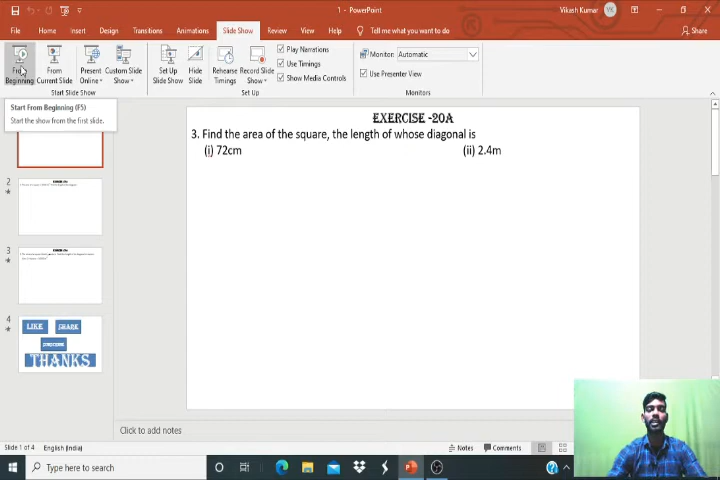 1 - PowerPoint
Vikash Kumar
VK
File Home Insert Design Transitions Animations Slide Show Review View Help Tell me what you want to do
Share
From Beginning
From Current Slide
Present Online
Custom Slide Show
Set Up Slide Show
Hide Slide
Rehearse Timings
Record Slide Show
Play Narrations
Use Timings
Show Media Controls
Monitor: Automatic
Use Presenter View
Start Slide Show
Set Up
Monitors
Start From Beginning (F5)
Start the show from the first slide.
EXERCISE -20A
3. Find the area of the square, the length of whose diagonal is
(i) 72cm (ii) 2.4m
2
3
4
LIKE SHARE
THANKS
Click to add notes
Slide 1 of 4 English (India) Notes Comments
Type here to search